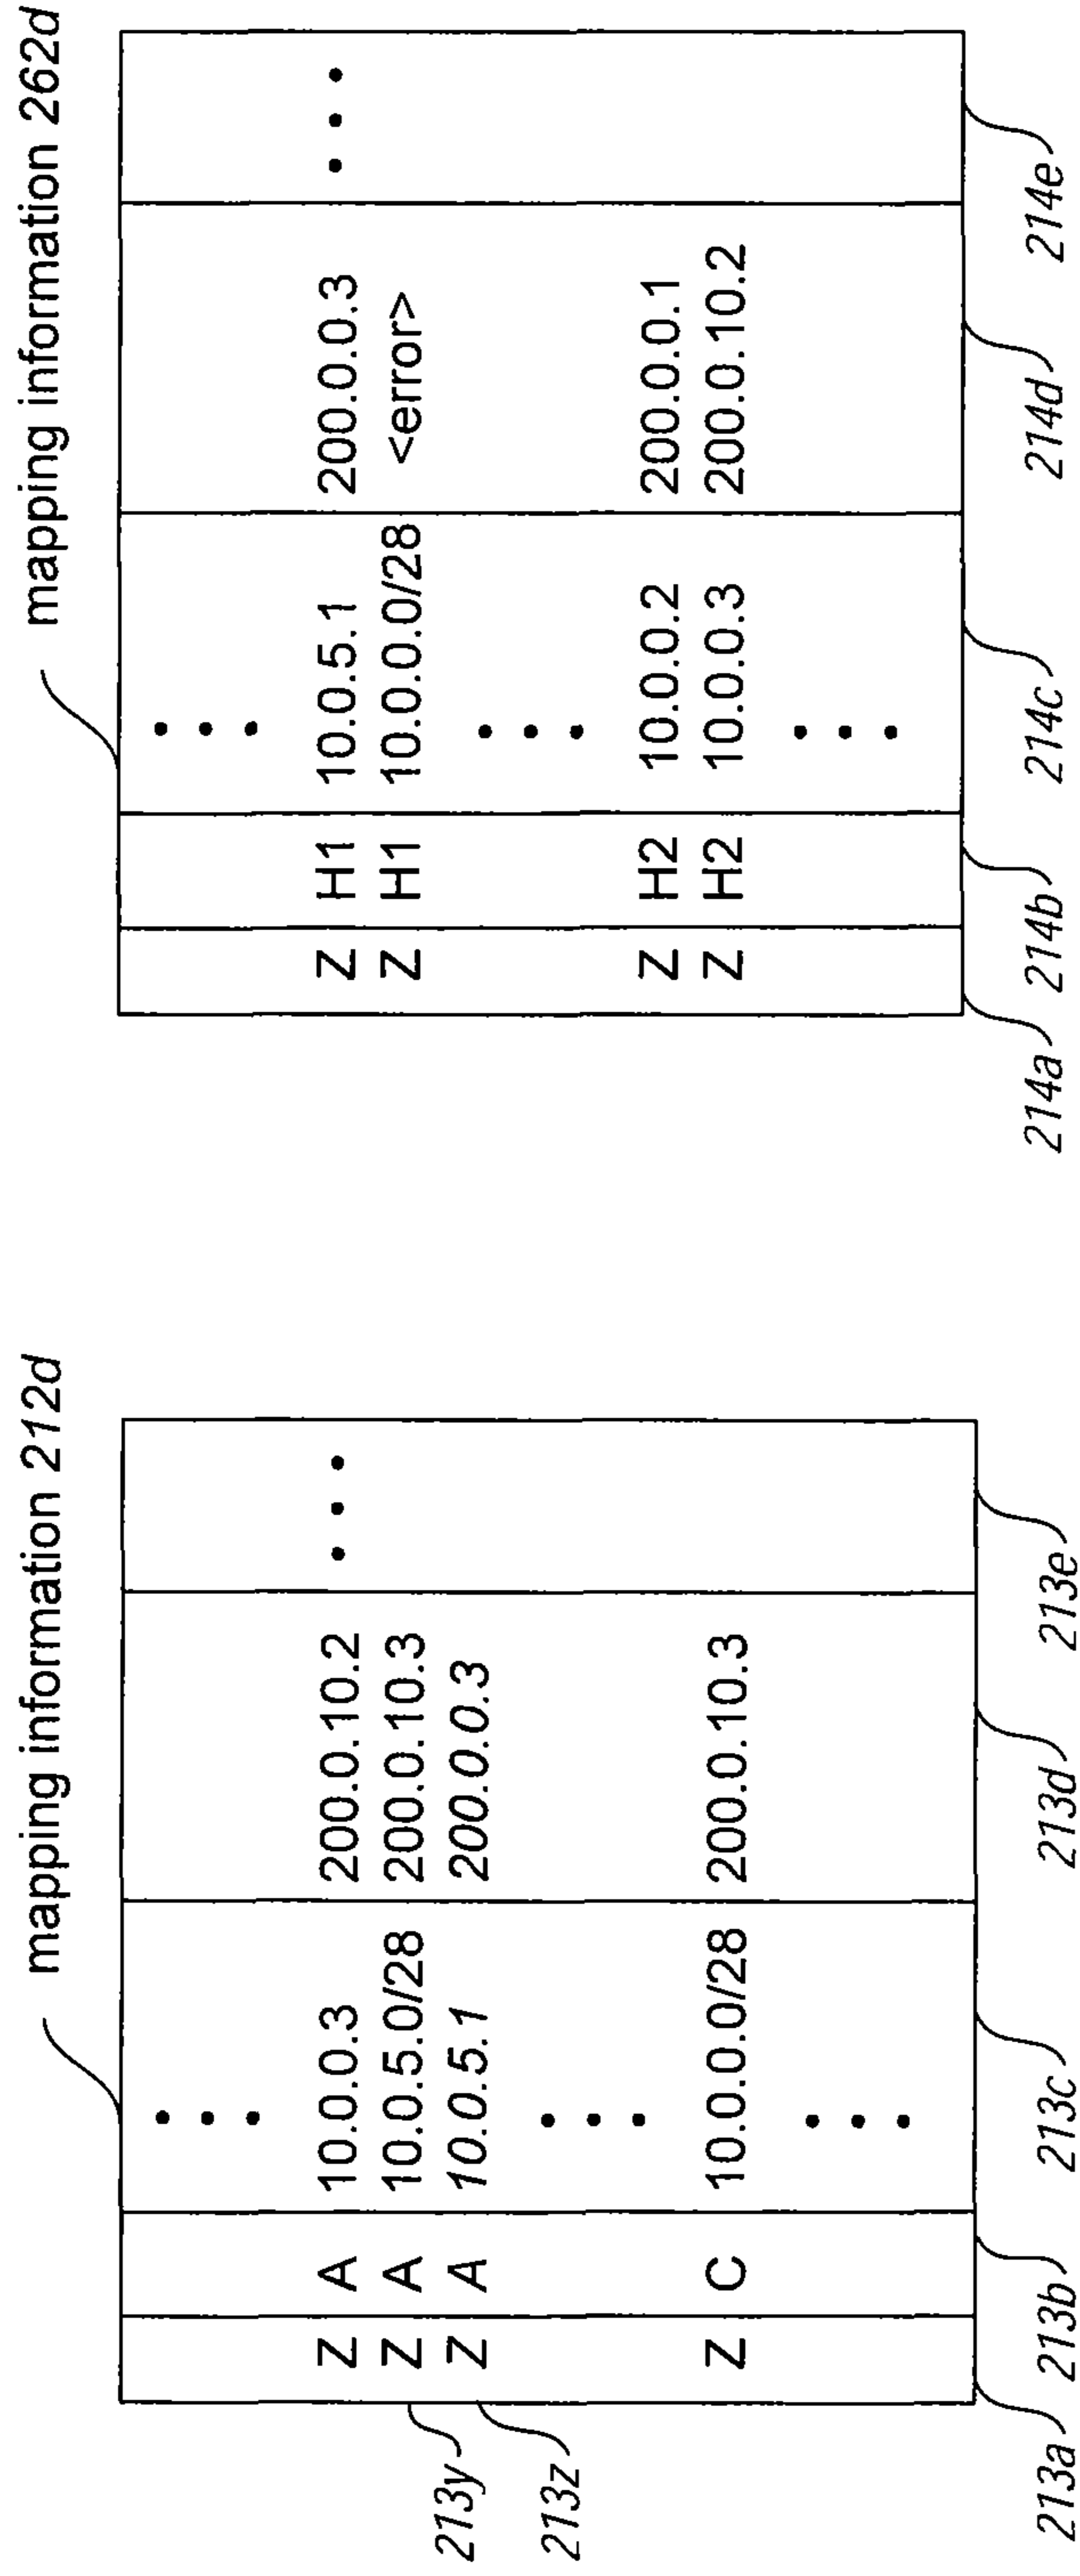 mapping information 212d
Z A 10.0.0.3 200.0.10.2
Z A 10.0.5.0/28 200.0.10.3
Z A 10.0.5.1 200.0.0.3
Z C 10.0.0.0/28 200.0.10.3
213y
213z
213a
213b
213c
213d
213e
mapping information 262d
Z H1 10.0.5.1 200.0.0.3
Z H1 10.0.0.0/28 <error>
Z H2 10.0.0.2 200.0.0.1
Z H2 10.0.0.3 200.0.10.2
214a
214b
214c
214d
214e